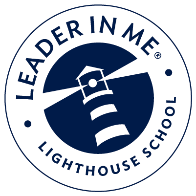 LEADER IN ME®
• LIGHTHOUSE SCHOOL •